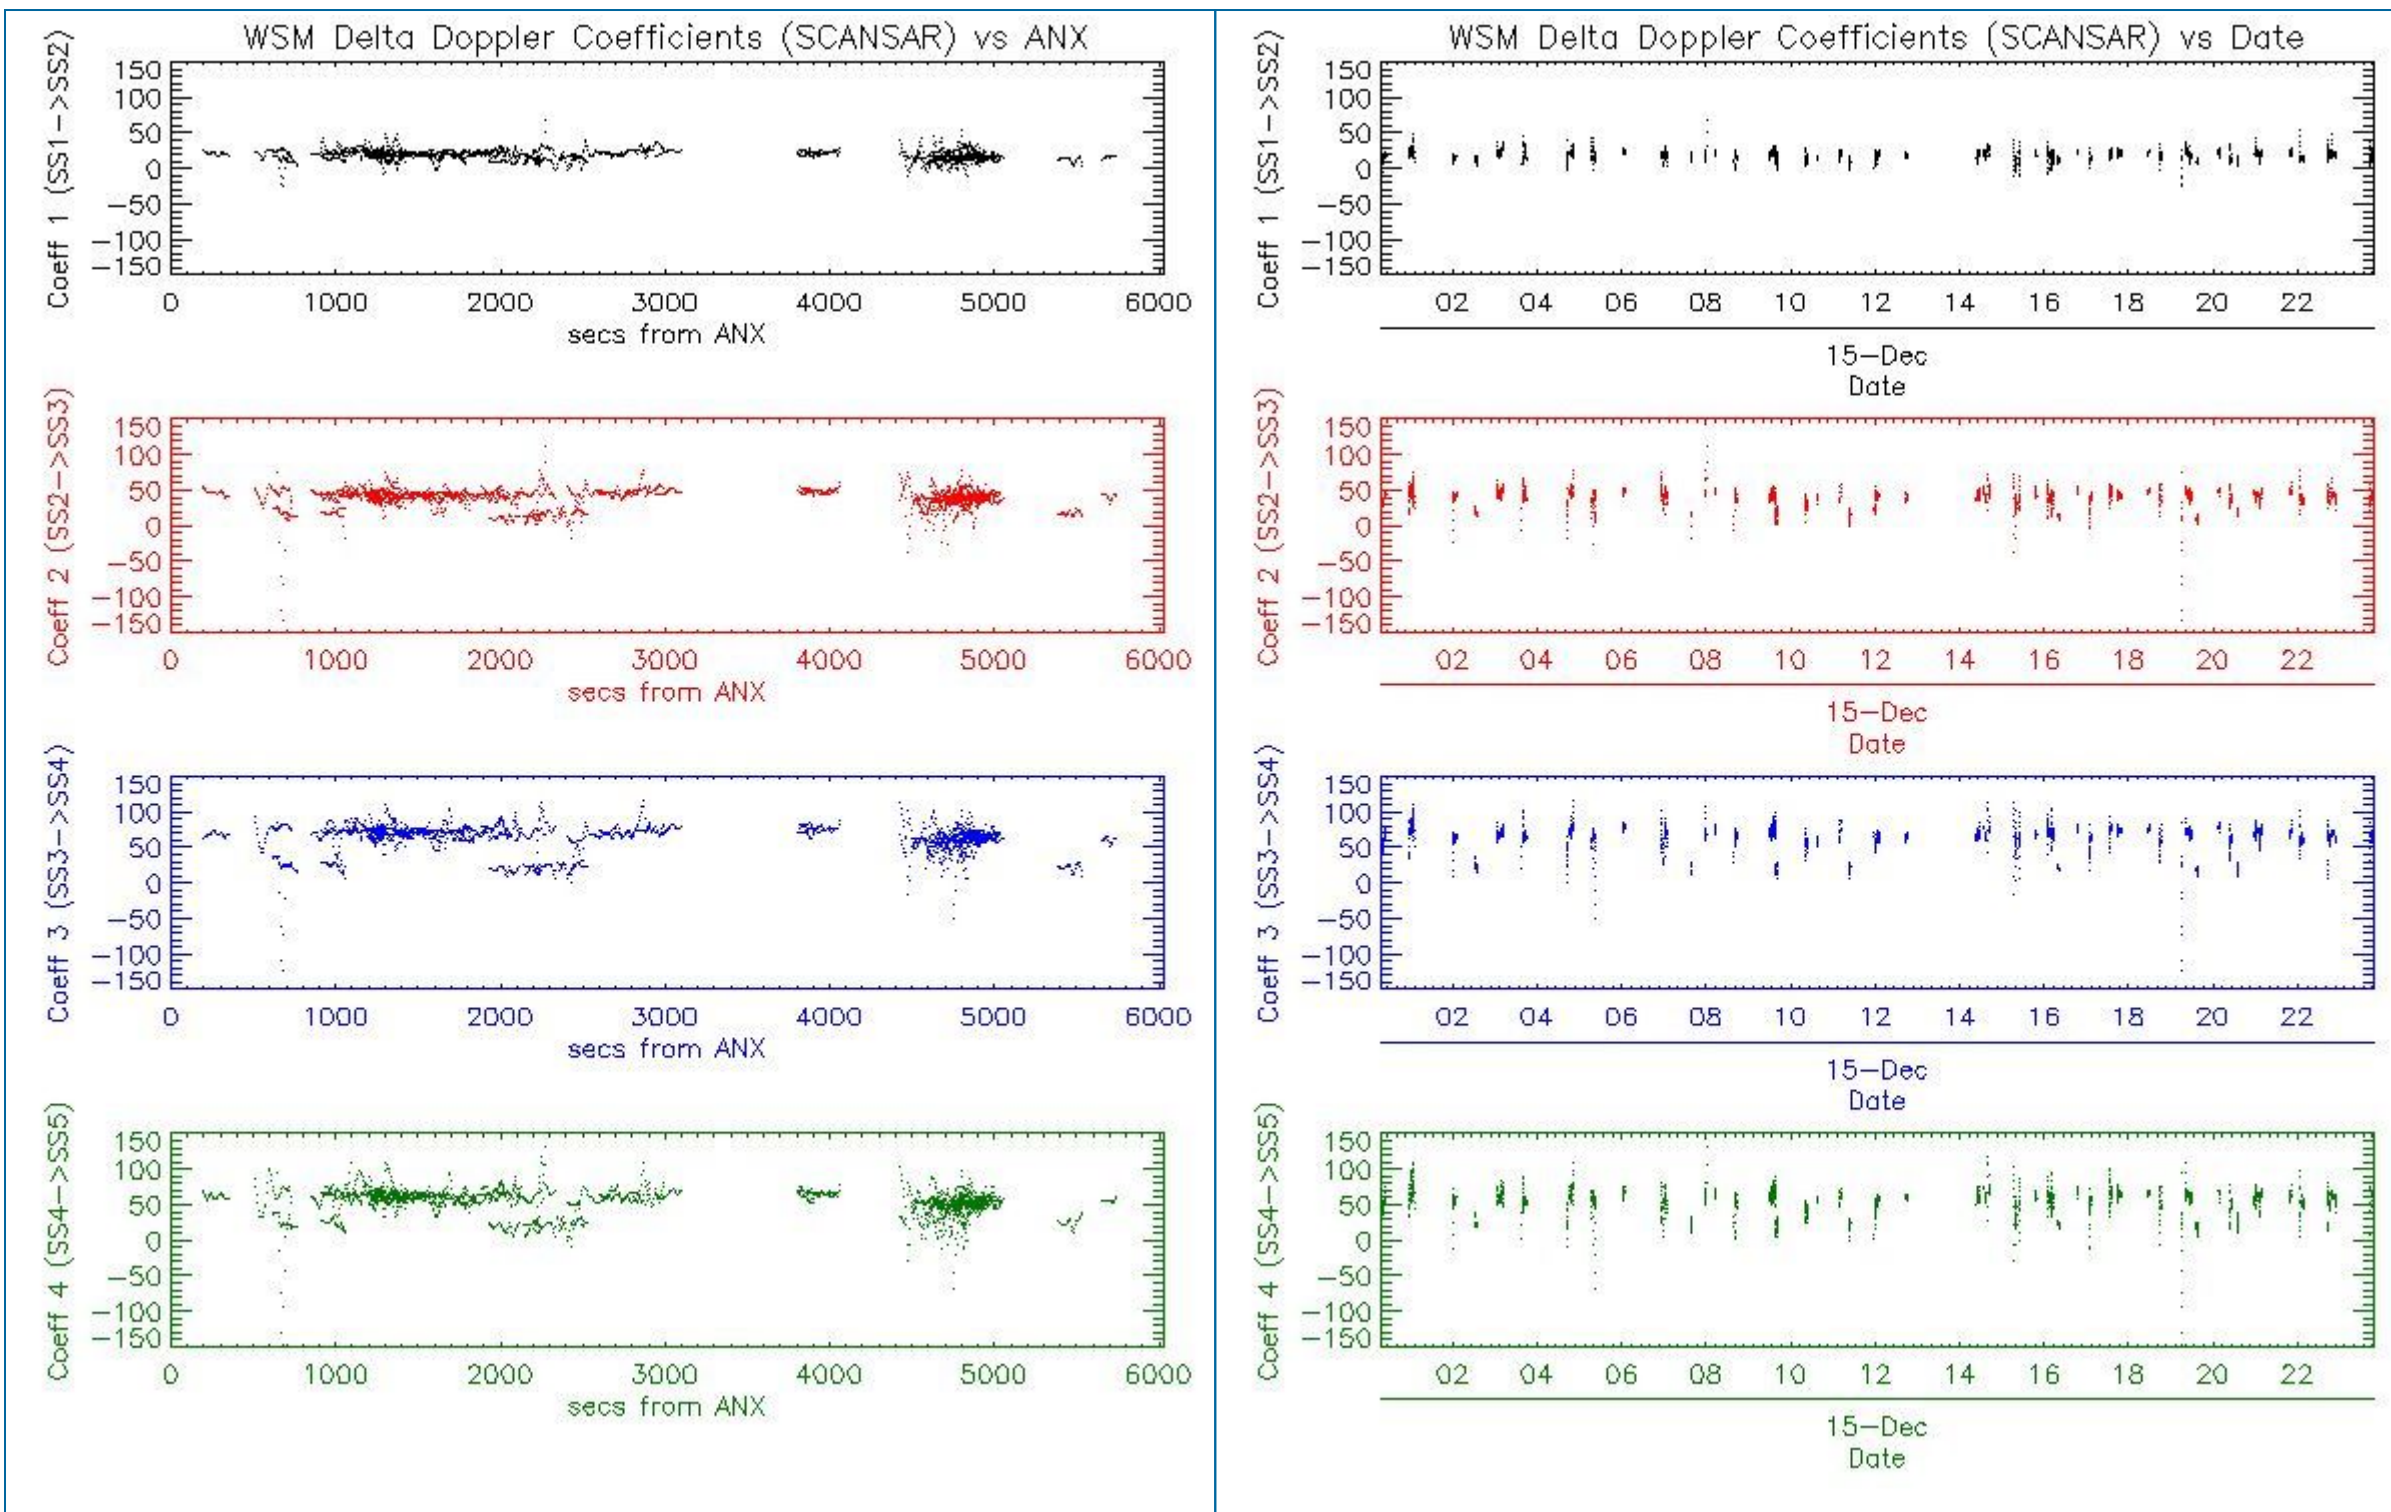 WSM Delta Doppler Coefficients (SCANSAR) vs ANX
Coeff 1 (SS1->SS2)
150
100
50
0
-50
-100
-150
0 1000 2000 3000 4000 5000 6000
secs from ANX
Coeff 2 (SS2->SS3)
150
100
50
0
-50
-100
-150
0 1000 2000 3000 4000 5000 6000
secs from ANX
Coeff 3 (SS3->SS4)
150
100
50
0
-50
-100
-150
0 1000 2000 3000 4000 5000 6000
secs from ANX
Coeff 4 (SS4->SS5)
150
100
50
0
-50
-100
-150
0 1000 2000 3000 4000 5000 6000
secs from ANX
WSM Delta Doppler Coefficients (SCANSAR) vs Date
Coeff 1 (SS1->SS2)
150
100
50
0
-50
-100
-150
02 04 06 08 10 12 14 16 18 20 22
15-Dec
Date
Coeff 2 (SS2->SS3)
150
100
50
0
-50
-100
-150
02 04 06 08 10 12 14 16 18 20 22
15-Dec
Date
Coeff 3 (SS3->SS4)
150
100
50
0
-50
-100
-150
02 04 06 08 10 12 14 16 18 20 22
15-Dec
Date
Coeff 4 (SS4->SS5)
150
100
50
0
-50
-100
-150
02 04 06 08 10 12 14 16 18 20 22
15-Dec
Date